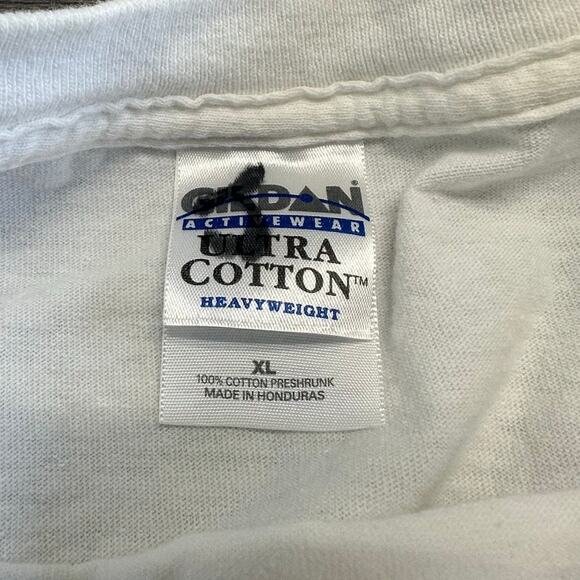 GILDAN®
ACTIVEWEAR
ULTRA
COTTON™
HEAVYWEIGHT
XL
100% COTTON PRESHRUNK
MADE IN HONDURAS